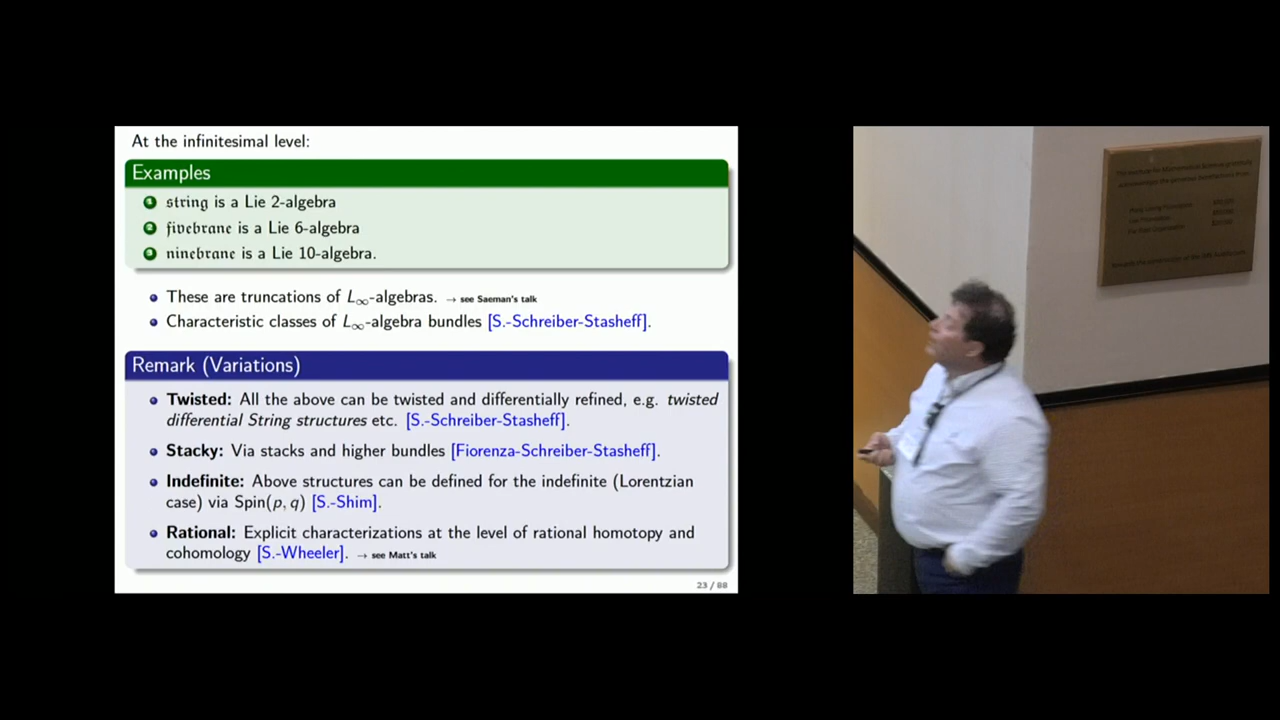 At the infinitesimal level:
Examples
1 string is a Lie 2-algebra
2 fivebrane is a Lie 6-algebra
3 ninebrane is a Lie 10-algebra.
These are truncations of L∞-algebras. → see Saeman's talk
Characteristic classes of L∞-algebra bundles [S.-Schreiber-Stasheff].
Remark (Variations)
Twisted: All the above can be twisted and differentially refined, e.g. twisted
differential String structures etc. [S.-Schreiber-Stasheff].
Stacky: Via stacks and higher bundles [Fiorenza-Schreiber-Stasheff].
Indefinite: Above structures can be defined for the indefinite (Lorentzian
case) via Spin(p, q) [S.-Shim].
Rational: Explicit characterizations at the level of rational homotopy and
cohomology [S.-Wheeler]. → see Matt's talk
23 / 88